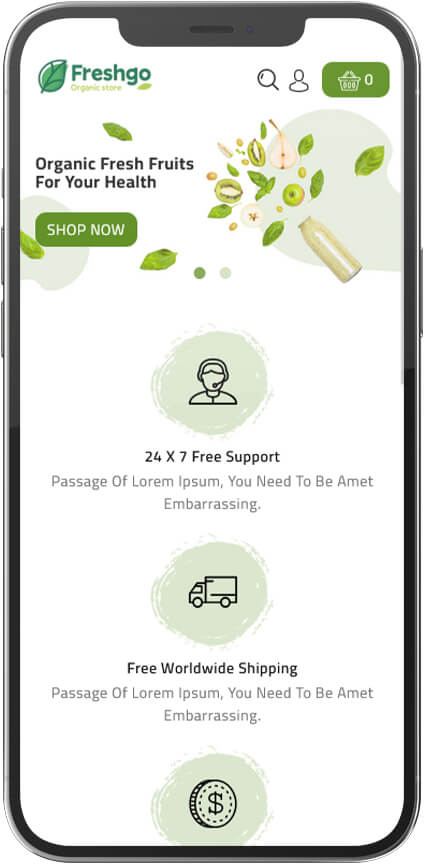 Freshgo
Organic store
0
Organic Fresh Fruits
For Your Health
SHOP NOW
24 X 7 Free Support
Passage Of Lorem Ipsum, You Need To Be Amet
Embarrassing.
Free Worldwide Shipping
Passage Of Lorem Ipsum, You Need To Be Amet
Embarrassing.
$